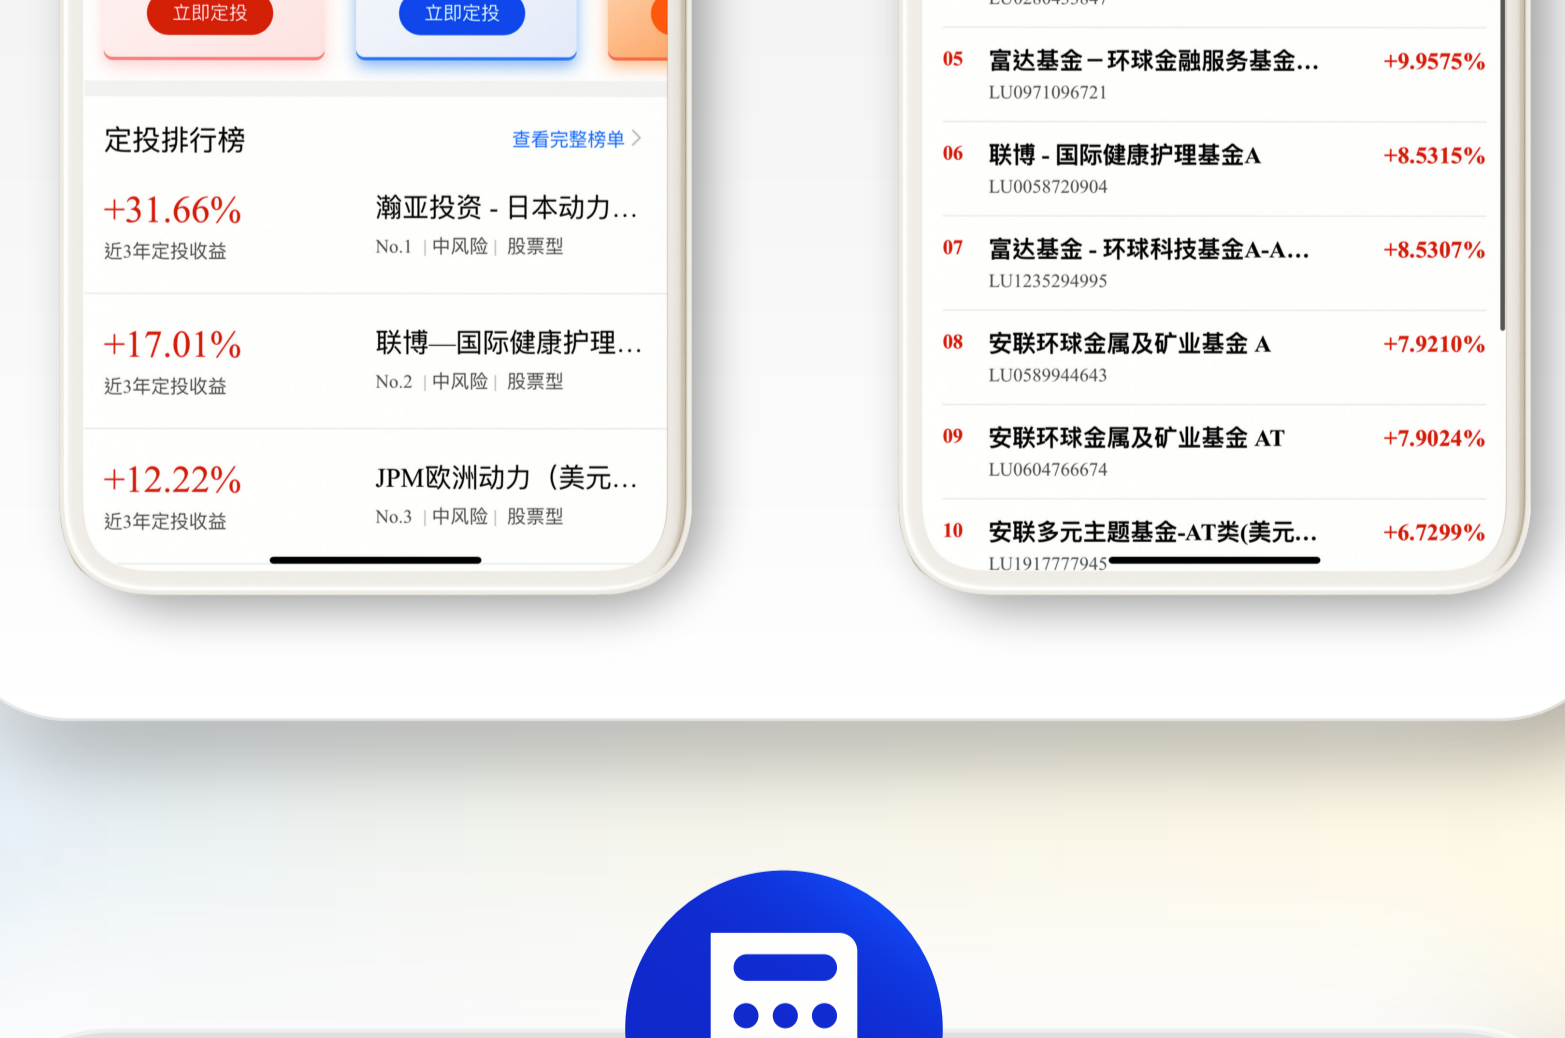 立即定投
立即定投
定投排行榜
查看完整榜单
+31.66%
近3年定投收益
瀚亚投资 - 日本动力...
No.1 | 中风险 | 股票型
+17.01%
近3年定投收益
联博—国际健康护理...
No.2 | 中风险 | 股票型
+12.22%
近3年定投收益
JPM欧洲动力（美元...
No.3 | 中风险 | 股票型
05 富达基金－环球金融服务基金... +9.9575%
LU0971096721
06 联博 - 国际健康护理基金A +8.5315%
LU0058720904
07 富达基金 - 环球科技基金A-A... +8.5307%
LU1235294995
08 安联环球金属及矿业基金 A +7.9210%
LU0589944643
09 安联环球金属及矿业基金 AT +7.9024%
LU0604766674
10 安联多元主题基金-AT类(美元... +6.7299%
LU1917777945